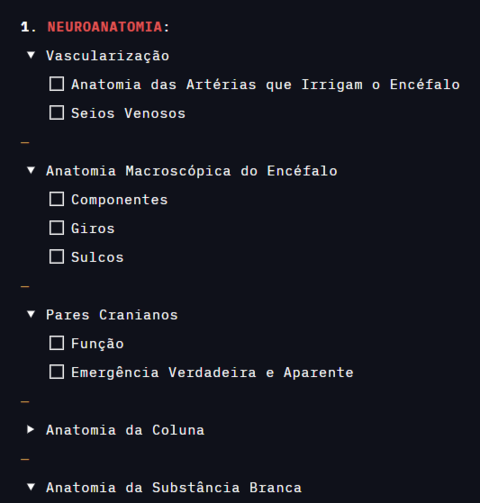 1. NEUROANATOMIA:
Vascularização
Anatomia das Artérias que Irrigam o Encéfalo
Seios Venosos
—
Anatomia Macroscópica do Encéfalo
Componentes
Giros
Sulcos
—
Pares Cranianos
Função
Emergência Verdadeira e Aparente
—
Anatomia da Coluna
—
Anatomia da Substância Branca